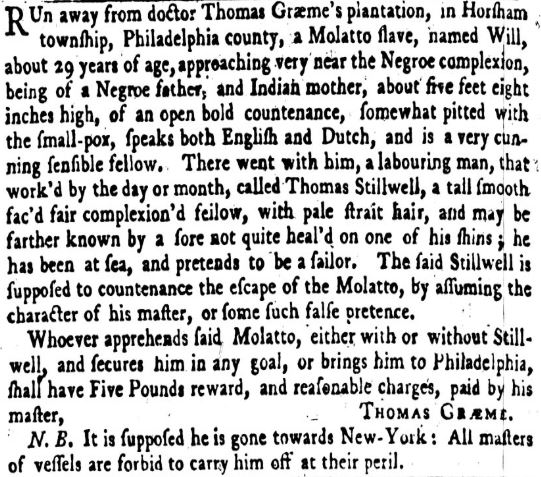 RUn away from doctor Thomas Græme's plantation, in Horſham
townſhip, Philadelphia county, a Molatto ſlave, named Will,
about 29 years of age, approaching very near the Negroe complexion,
being of a Negroe father, and Indian mother, about five feet eight
inches high, of an open bold countenance, ſomewhat pitted with
the ſmall-pox, ſpeaks both Engliſh and Dutch, and is a very cun-
ning ſenſible fellow. There went with him, a labouring man, that
work'd by the day or month, called Thomas Stillwell, a tall ſmooth
fac'd fair complexion'd fellow, with pale ſtrait hair, and may be
farther known by a ſore not quite heal'd on one of his ſhins; he
has been at ſea, and pretends to be a ſailor. The ſaid Stillwell is
ſuppoſed to countenance the eſcape of the Molatto, by aſſuming the
character of his maſter, or ſome ſuch falſe pretence.
Whoever apprehends ſaid Molatto, either with or without Still-
well, and ſecures him in any goal, or brings him to Philadelphia,
ſhall have Five Pounds reward, and reaſonable charges, paid by his
maſter, THOMAS GRÆME.
N. B. It is ſuppoſed he is gone towards New-York: All maſters
of veſſels are forbid to carry him off at their peril.